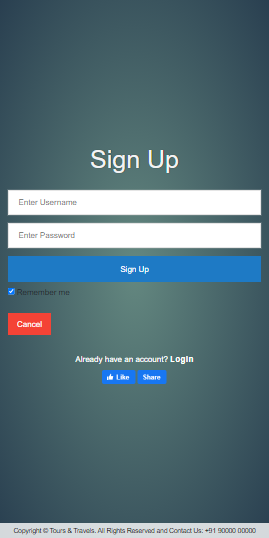 Sign Up
Enter Username
Enter Password
Sign Up
Remember me
Cancel
Already have an account? Login
Like Share
Copyright © Tours & Travels. All Rights Reserved and Contact Us: +91 90000 00000